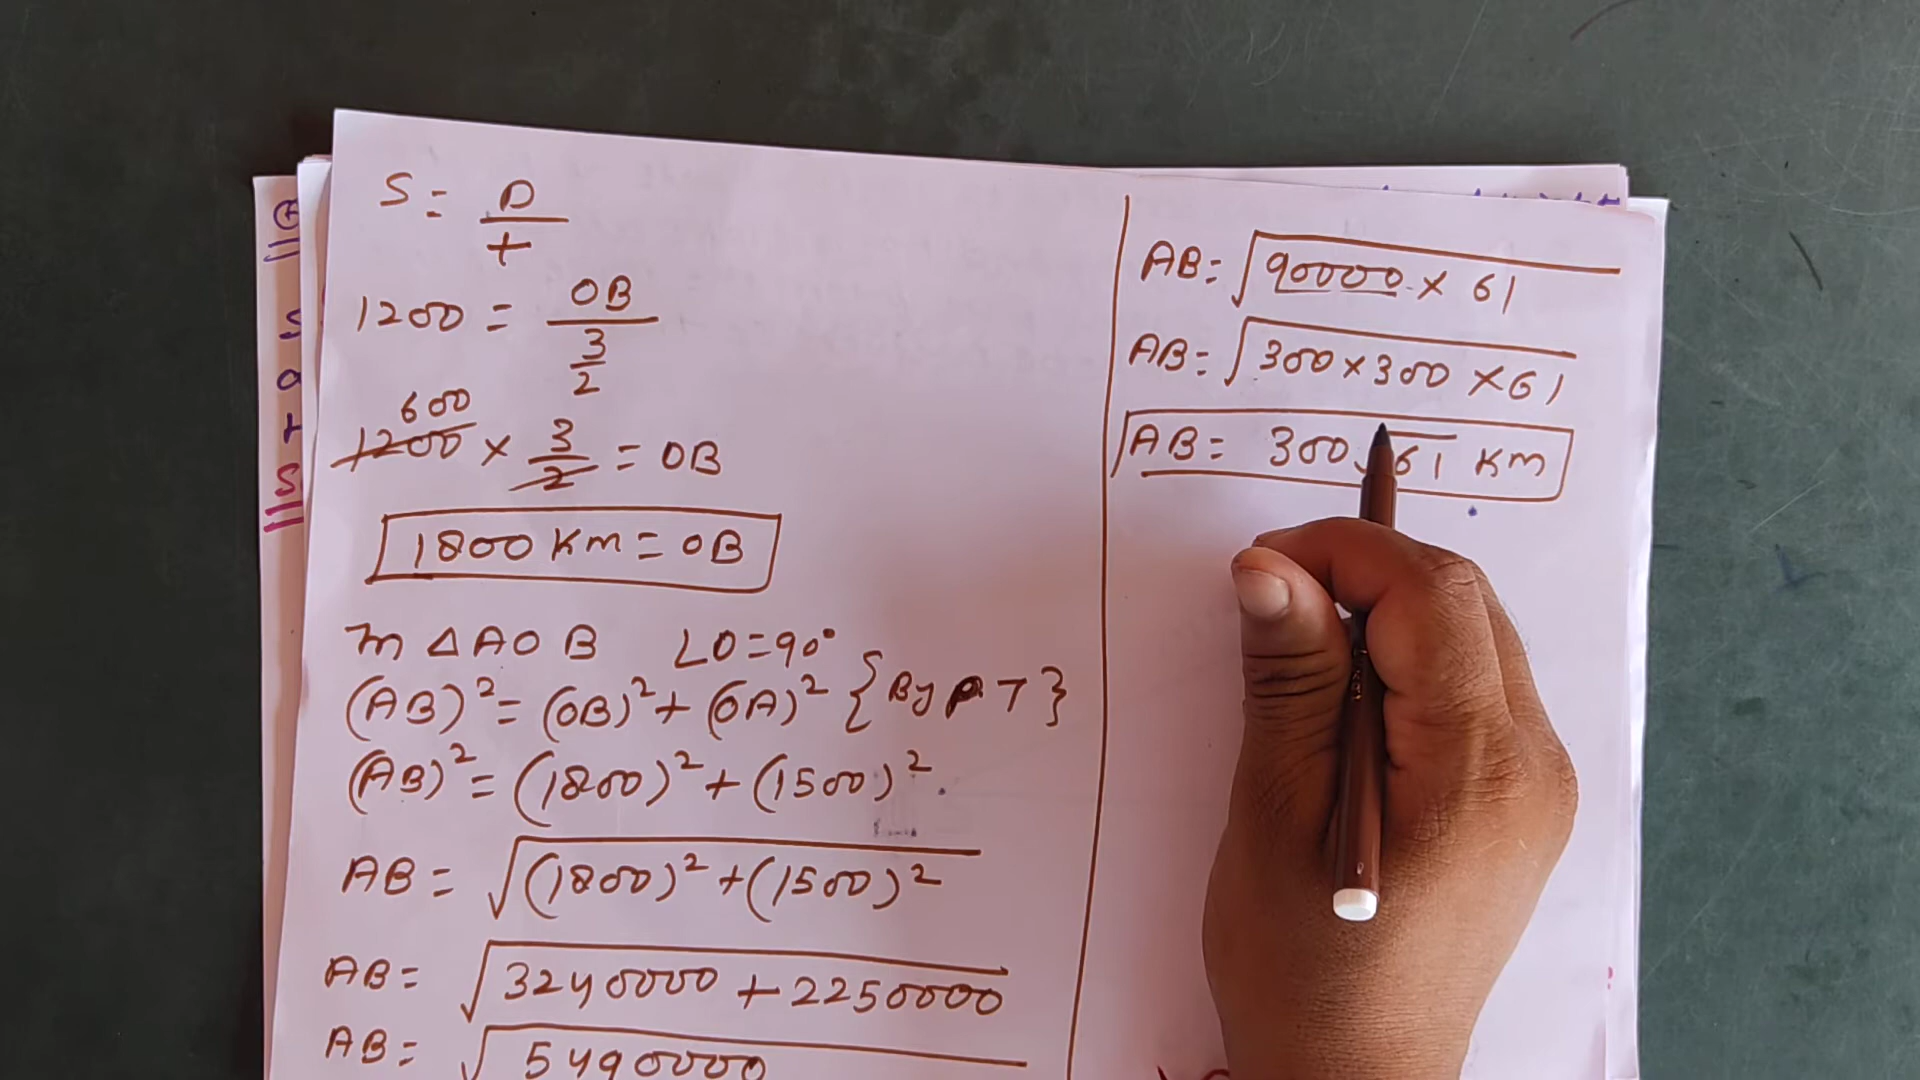 S = D/t
1200 = OB/(3/2)
600
1200 × 3/2 = OB
1800 Km = OB
In △AOB ∠O = 90°
(AB)² = (OB)² + (OA)² {By P.T}
(AB)² = (1800)² + (1500)²
AB = √(1800)² + (1500)²
AB = √3240000 + 2250000
AB = √5490000
AB = √90000 × 61
AB = √300 × 300 × 61
AB = 300√61 Km